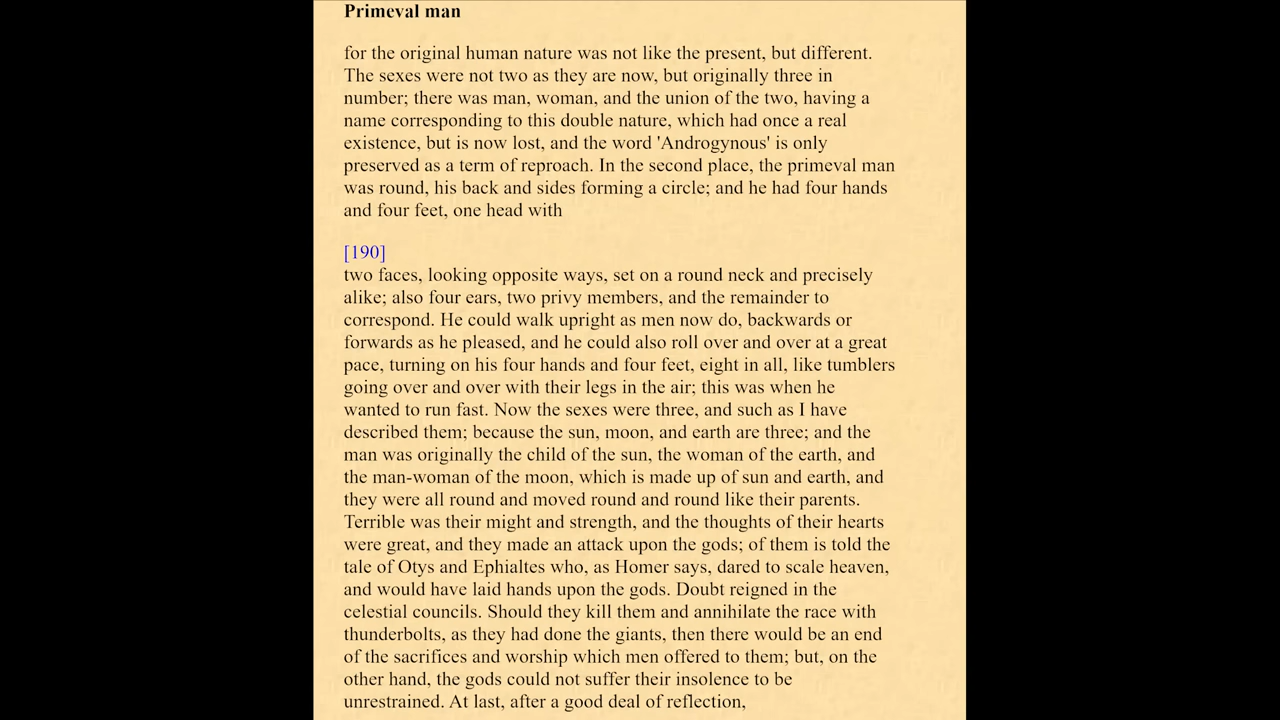 Primeval man
for the original human nature was not like the present, but different.
The sexes were not two as they are now, but originally three in
number; there was man, woman, and the union of the two, having a
name corresponding to this double nature, which had once a real
existence, but is now lost, and the word 'Androgynous' is only
preserved as a term of reproach. In the second place, the primeval man
was round, his back and sides forming a circle; and he had four hands
and four feet, one head with
[190]
two faces, looking opposite ways, set on a round neck and precisely
alike; also four ears, two privy members, and the remainder to
correspond. He could walk upright as men now do, backwards or
forwards as he pleased, and he could also roll over and over at a great
pace, turning on his four hands and four feet, eight in all, like tumblers
going over and over with their legs in the air; this was when he
wanted to run fast. Now the sexes were three, and such as I have
described them; because the sun, moon, and earth are three; and the
man was originally the child of the sun, the woman of the earth, and
the man-woman of the moon, which is made up of sun and earth, and
they were all round and moved round and round like their parents.
Terrible was their might and strength, and the thoughts of their hearts
were great, and they made an attack upon the gods; of them is told the
tale of Otys and Ephialtes who, as Homer says, dared to scale heaven,
and would have laid hands upon the gods. Doubt reigned in the
celestial councils. Should they kill them and annihilate the race with
thunderbolts, as they had done the giants, then there would be an end
of the sacrifices and worship which men offered to them; but, on the
other hand, the gods could not suffer their insolence to be
unrestrained. At last, after a good deal of reflection,